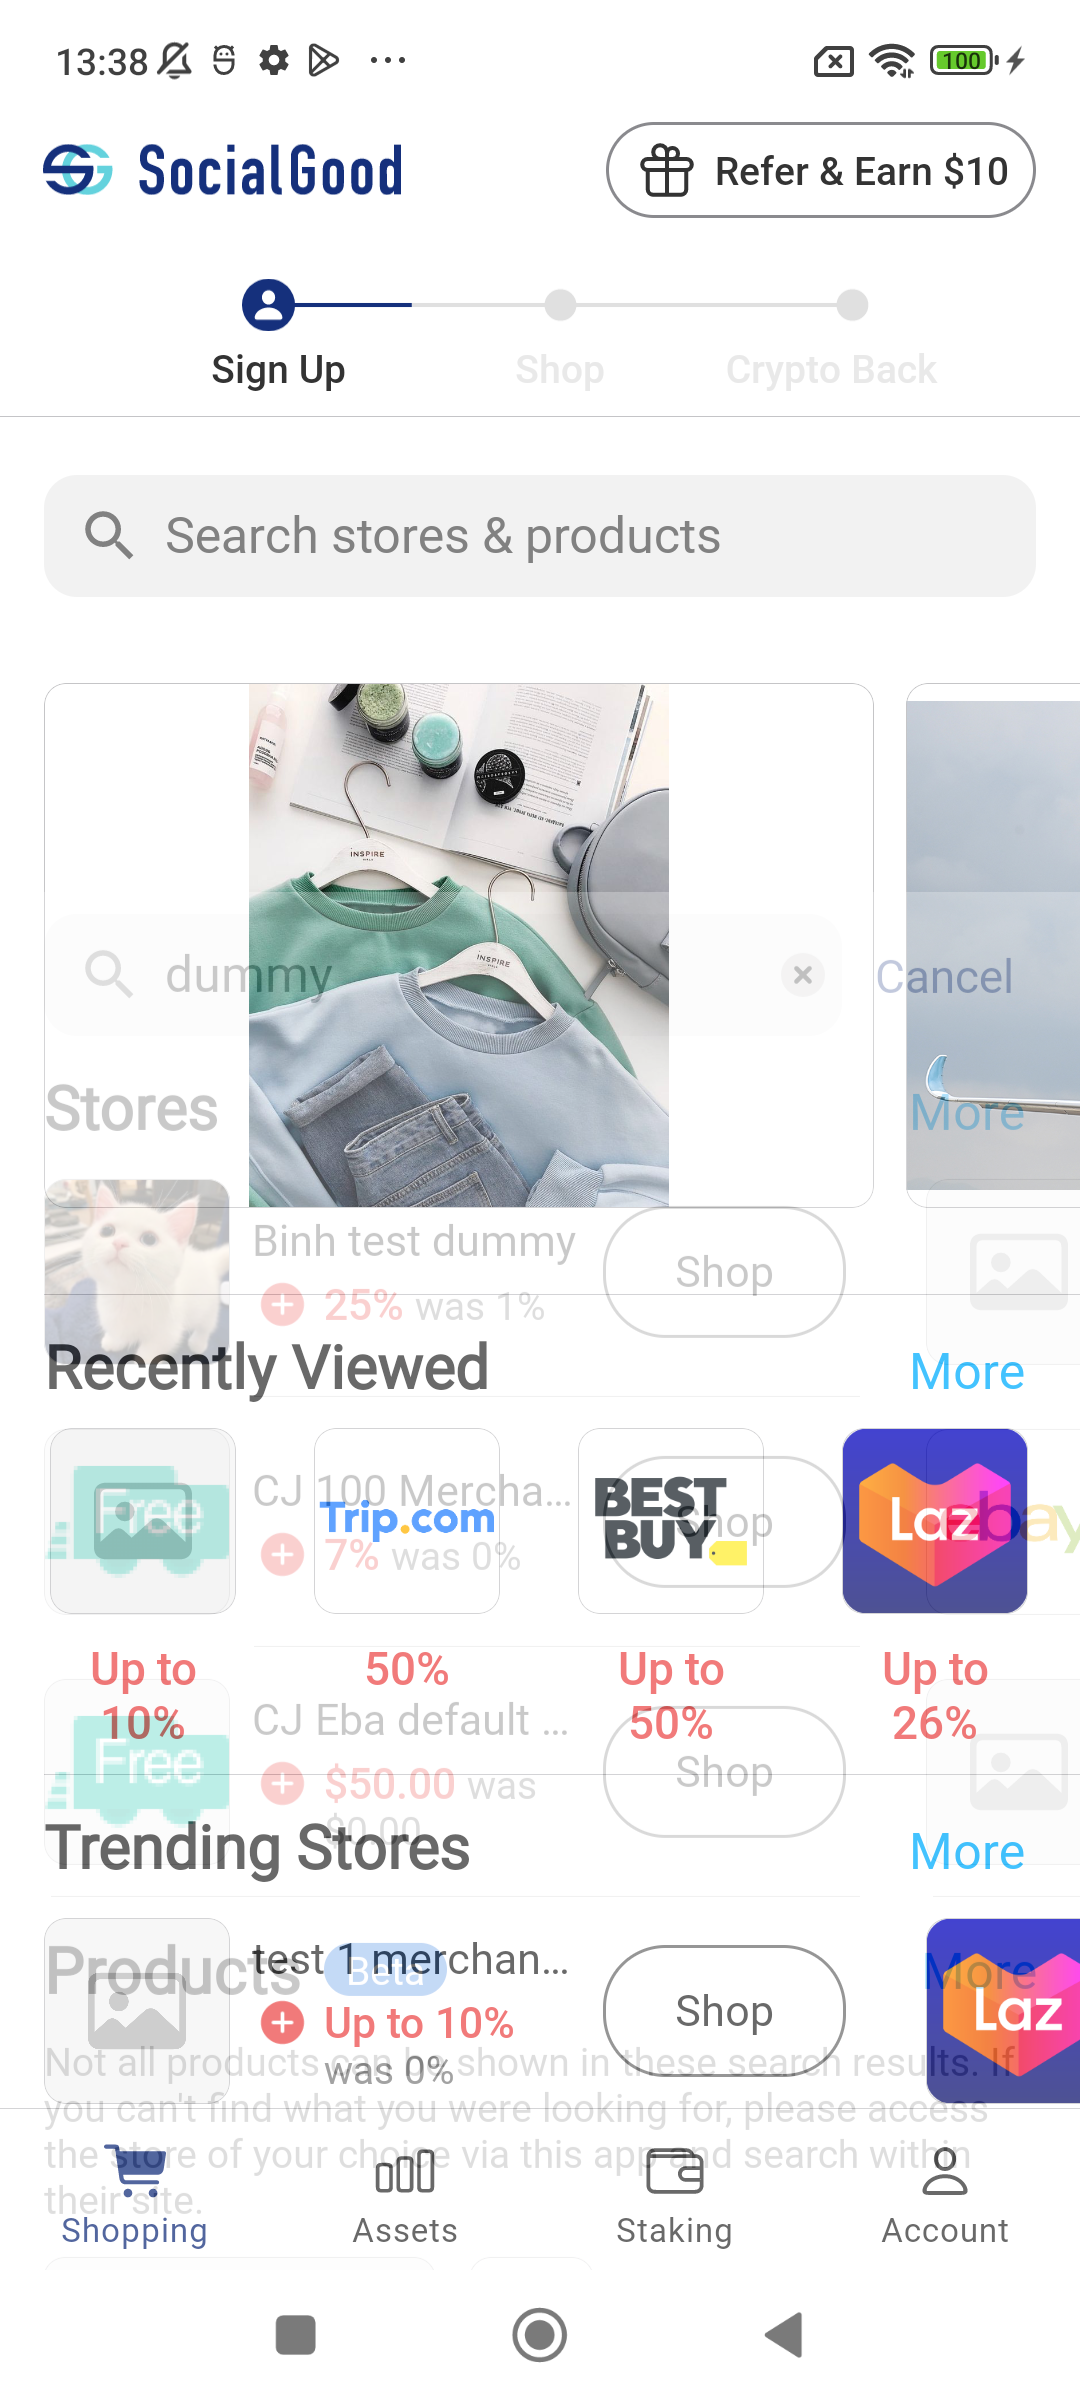 13:38
100
SocialGood
Refer & Earn $10
Sign Up
Shop
Crypto Back
Search stores & products
INSPIRE
INSPIRE
dummy
Cancel
Stores
More
Binh test dummy
Shop
25% was 1%
Recently Viewed
More
Free
CJ 100 Mercha...
7% was 0%
Trip.com
BEST BUY
Shop
Laz
ebay
Up to 10%
50%
Up to 50%
Up to 26%
Free
CJ Eba default ...
$50.00 was $0.00
Shop
Trending Stores
More
Products
Beta
More
test 1 merchan...
Up to 10%
was 0%
Shop
Laz
Not all products can be shown in these search results. If
you can't find what you were looking for, please access
the store of your choice via this app and search within
their site.
Shopping
Assets
Staking
Account